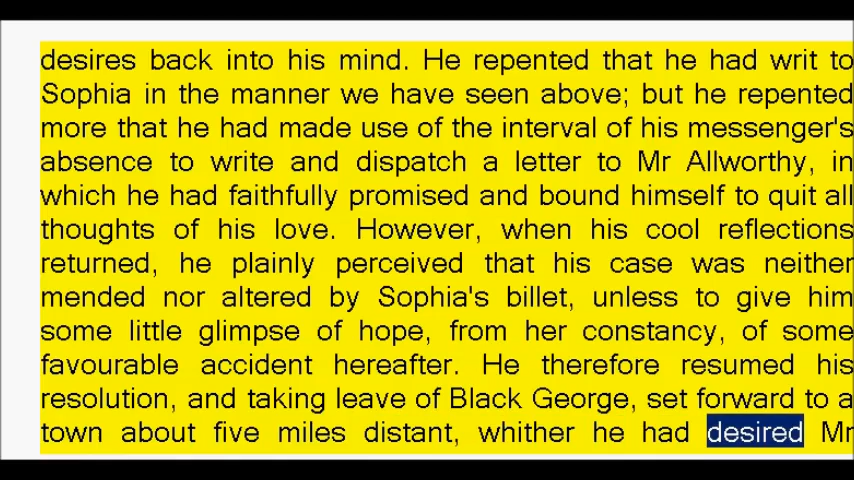 desires back into his mind. He repented that he had writ to
Sophia in the manner we have seen above; but he repented
more that he had made use of the interval of his messenger's
absence to write and dispatch a letter to Mr Allworthy, in
which he had faithfully promised and bound himself to quit all
thoughts of his love. However, when his cool reflections
returned, he plainly perceived that his case was neither
mended nor altered by Sophia's billet, unless to give him
some little glimpse of hope, from her constancy, of some
favourable accident hereafter. He therefore resumed his
resolution, and taking leave of Black George, set forward to a
town about five miles distant, whither he had desired Mr